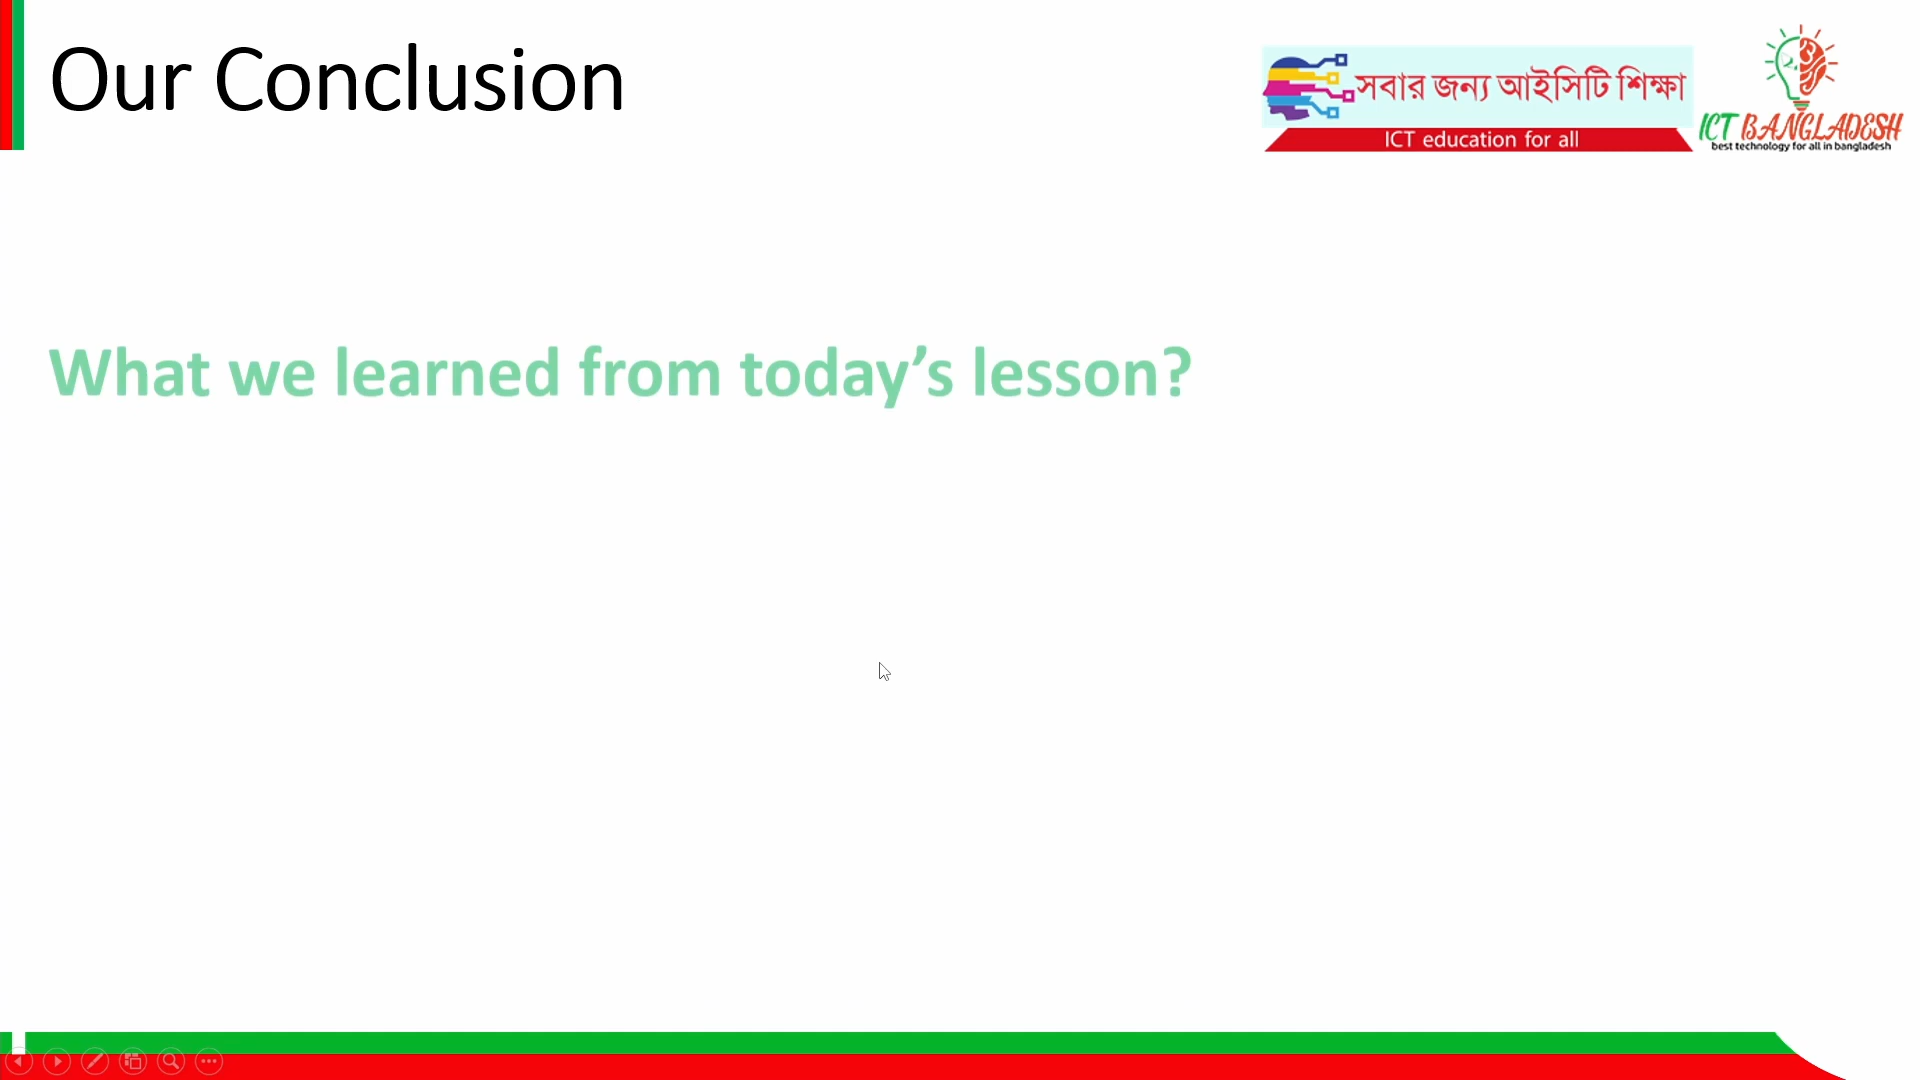 Our Conclusion
সবার জন্য আইসিটি শিক্ষা
ICT education for all
ICT BANGLADESH
best technology for all in bangladesh
What we learned from today’s lesson?